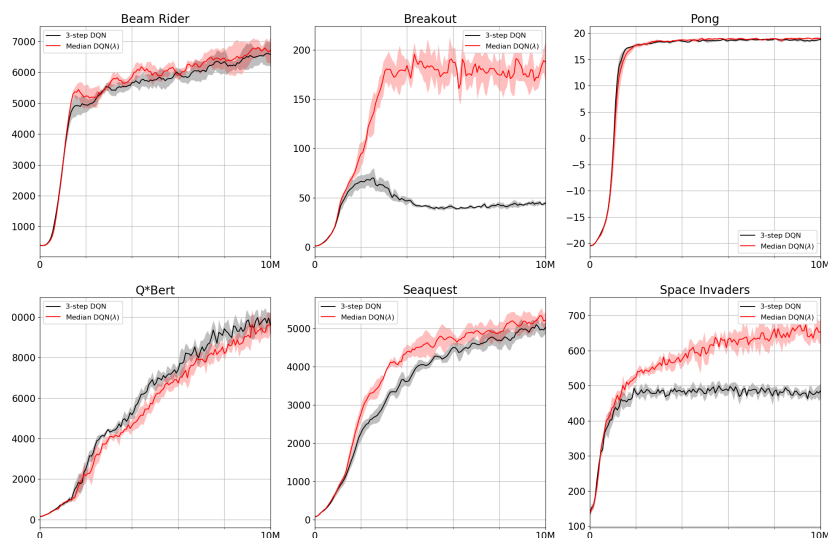 Beam Rider
3-step DQN
Median DQN(λ)
7000
6000
5000
4000
3000
2000
1000
0
10M
Breakout
3-step DQN
Median DQN(λ)
200
150
100
50
0
0
10M
Pong
20
15
10
5
0
−5
−10
−15
−20
3-step DQN
Median DQN(λ)
0
10M
Q*Bert
3-step DQN
Median DQN(λ)
0000
8000
6000
4000
2000
0
0
10M
Seaquest
3-step DQN
Median DQN(λ)
5000
4000
3000
2000
1000
0
0
10M
Space Invaders
3-step DQN
Median DQN(λ)
700
600
500
400
300
200
100
0
10M